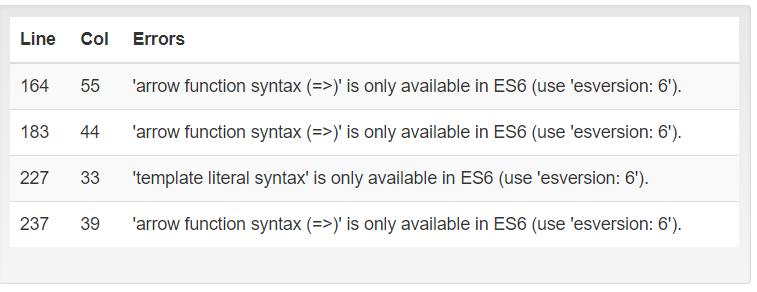 Line Col Errors
164 55 'arrow function syntax (=>)' is only available in ES6 (use 'esversion: 6').
183 44 'arrow function syntax (=>)' is only available in ES6 (use 'esversion: 6').
227 33 'template literal syntax' is only available in ES6 (use 'esversion: 6').
237 39 'arrow function syntax (=>)' is only available in ES6 (use 'esversion: 6').